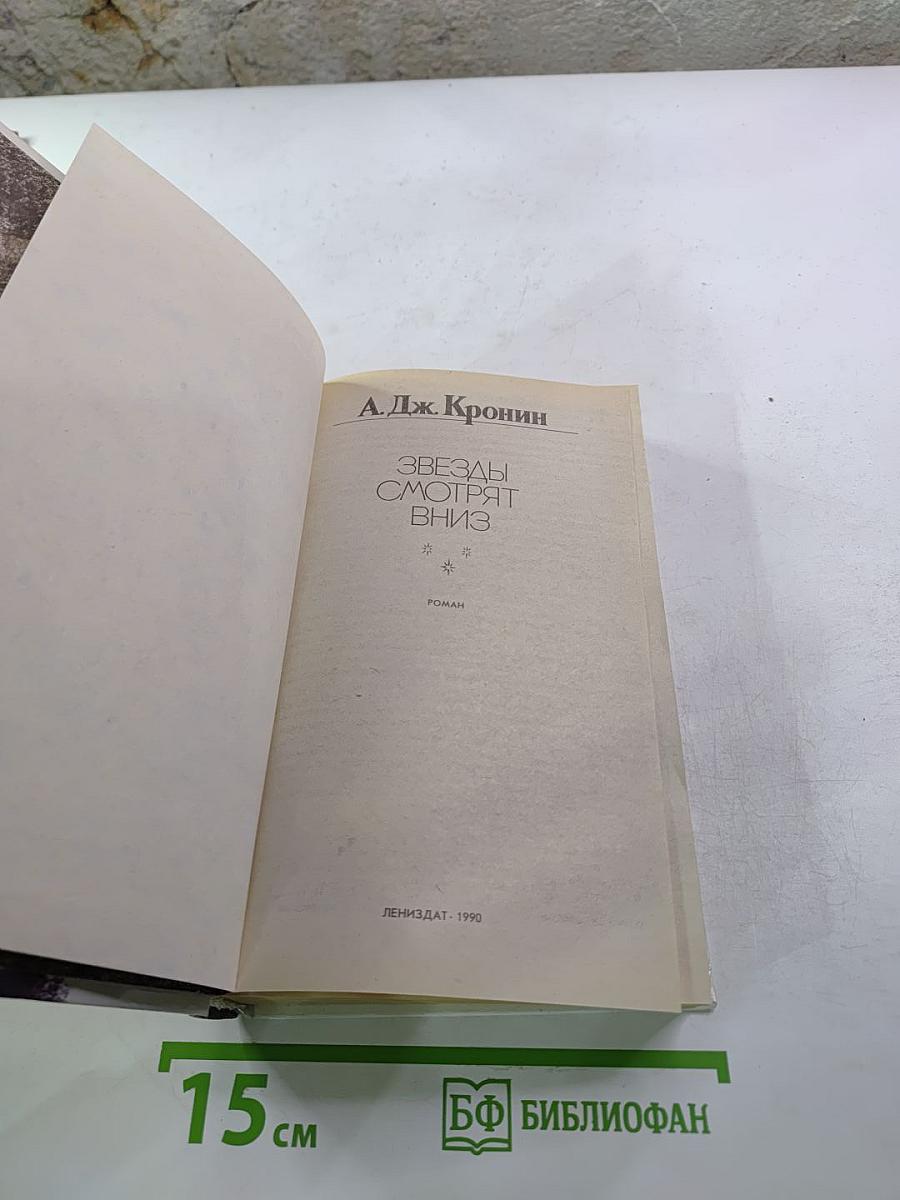 А. Дж. Кронин
ЗВЕЗДЫ
СМОТРЯТ
ВНИЗ
РОМАН
ЛЕНИЗДАТ · 1990
15 см
БФ БИБЛИОФАН